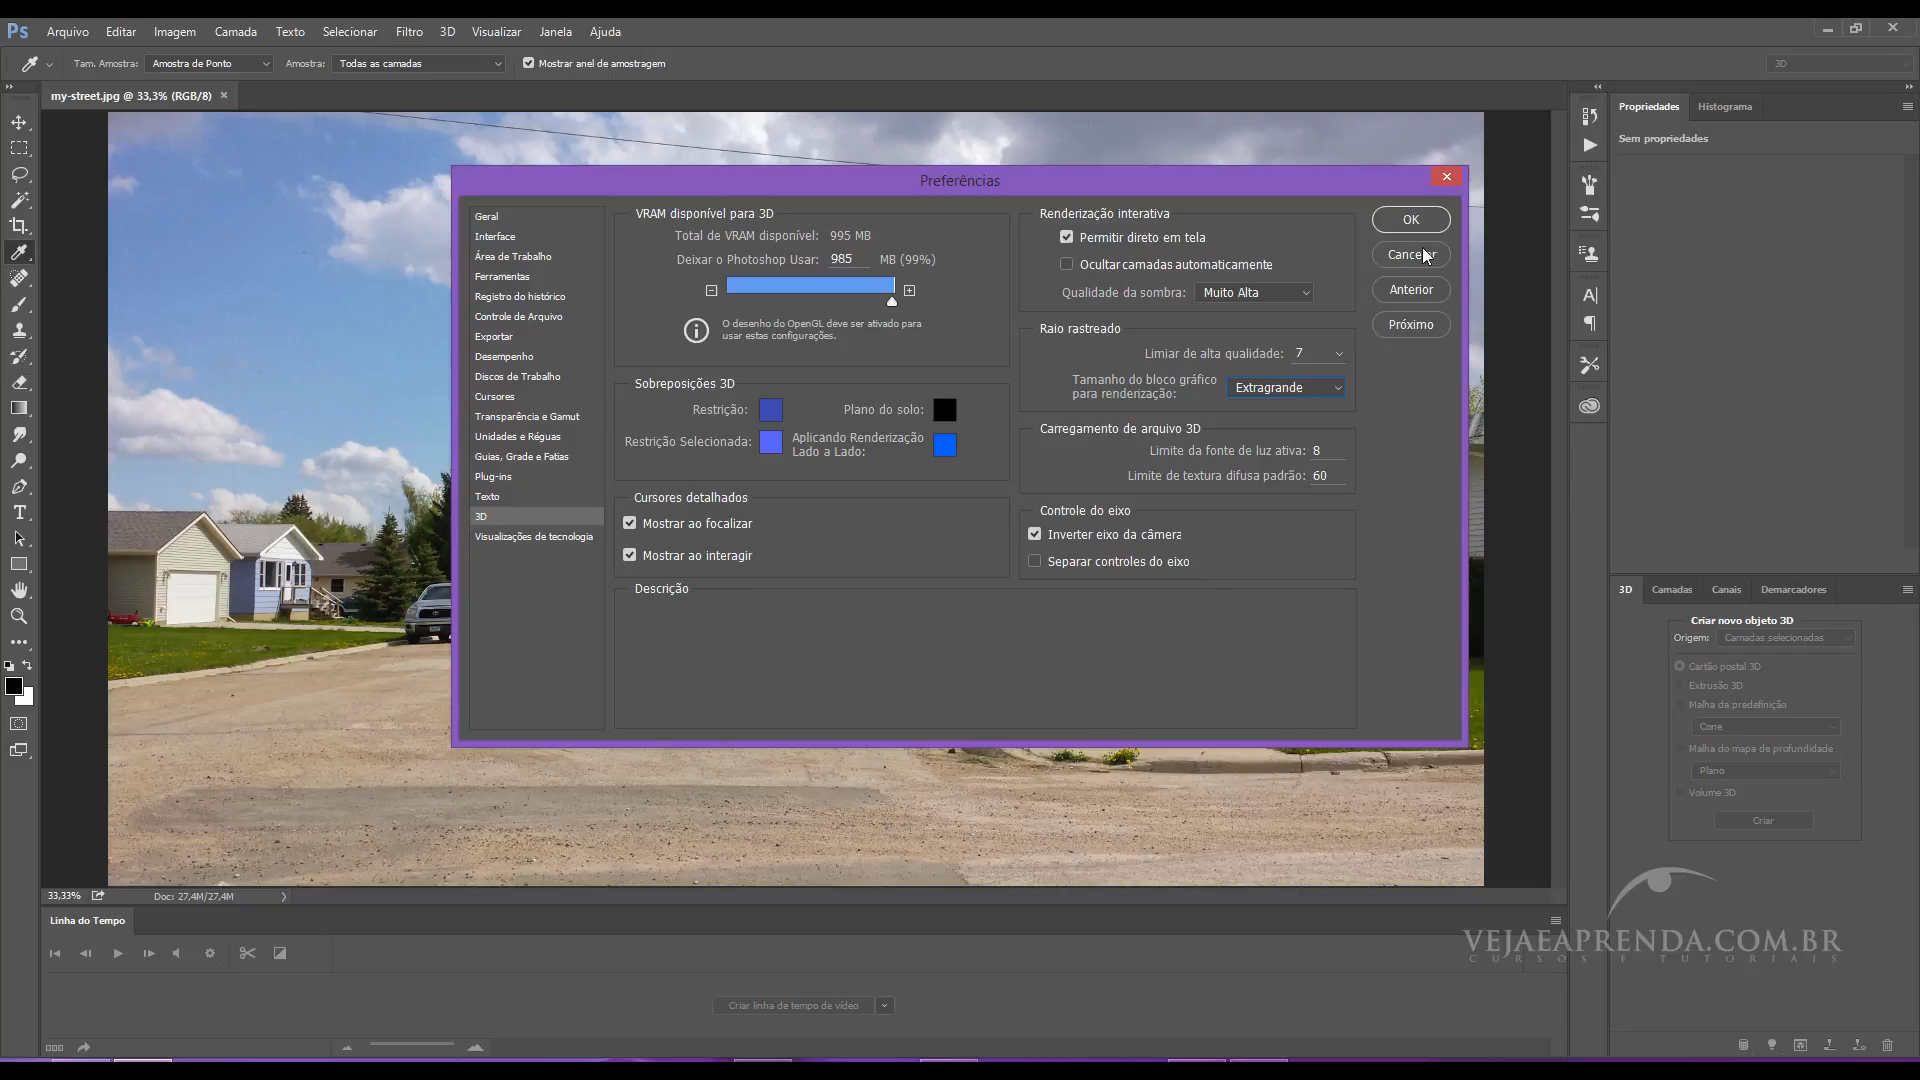 Ps Arquivo Editar Imagem Camada Texto Selecionar Filtro 3D Visualizar Janela Ajuda
Tam. Amostra: Amostra de Ponto Amostra: Todas as camadas Mostrar anel de amostragem 3D
my-street.jpg @ 33,3% (RGB/8) ×
Propriedades Histograma
Sem propriedades
Preferências
Geral
Interface
Área de Trabalho
Ferramentas
Registro do histórico
Controle de Arquivo
Exportar
Desempenho
Discos de Trabalho
Cursores
Transparência e Gamut
Unidades e Réguas
Guias, Grade e Fatias
Plug-ins
Texto
3D
Visualizações de tecnologia
VRAM disponível para 3D
Total de VRAM disponível: 995 MB
Deixar o Photoshop Usar: 985 MB (99%)
O desenho do OpenGL deve ser ativado para
usar estas configurações.
Sobreposições 3D
Restrição: Plano do solo:
Restrição Selecionada: Aplicando Renderização
Lado a Lado:
Cursores detalhados
Mostrar ao focalizar
Mostrar ao interagir
Descrição
Renderização interativa
Permitir direto em tela
Ocultar camadas automaticamente
Qualidade da sombra: Muito Alta
Raio rastreado
Limiar de alta qualidade: 7
Tamanho do bloco gráfico
para renderização: Extragrande
Carregamento de arquivo 3D
Limite da fonte de luz ativa: 8
Limite de textura difusa padrão: 60
Controle do eixo
Inverter eixo da câmera
Separar controles do eixo
OK
Cancelar
Anterior
Próximo
3D Camadas Canais Demarcadores
Criar novo objeto 3D
Origem: Camadas selecionadas
Cartão postal 3D
Extrusão 3D
Malha da predefinição
Cone
Malha do mapa de profundidade
Plano
Volume 3D
Criar
33,33% Doc: 27,4M/27,4M
Linha do Tempo
Criar linha de tempo de vídeo
VEJAEAPRENDA.COM.BR
CURSOS E TUTORIAIS